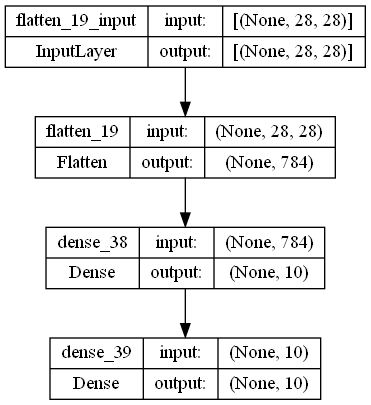 flatten_19_input input: [(None, 28, 28)]
InputLayer output: [(None, 28, 28)]
flatten_19 input: (None, 28, 28)
Flatten output: (None, 784)
dense_38 input: (None, 784)
Dense output: (None, 10)
dense_39 input: (None, 10)
Dense output: (None, 10)